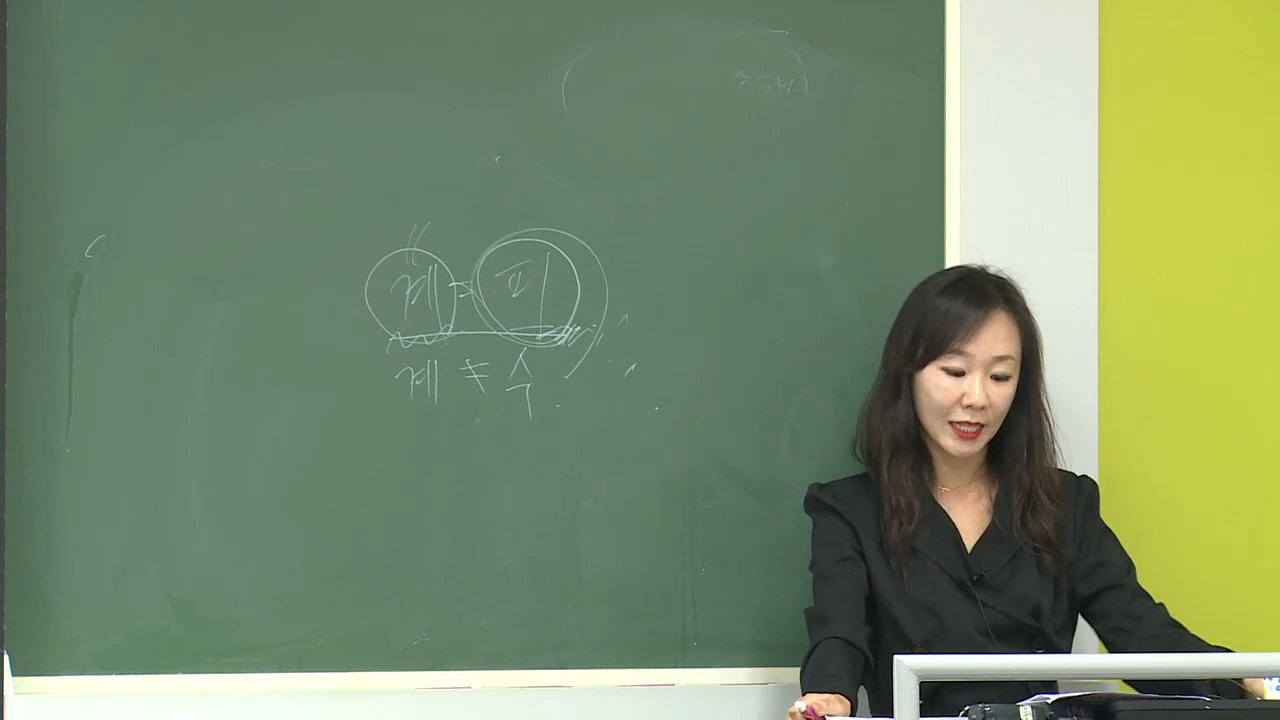 계 = 피
계 ≠ 수